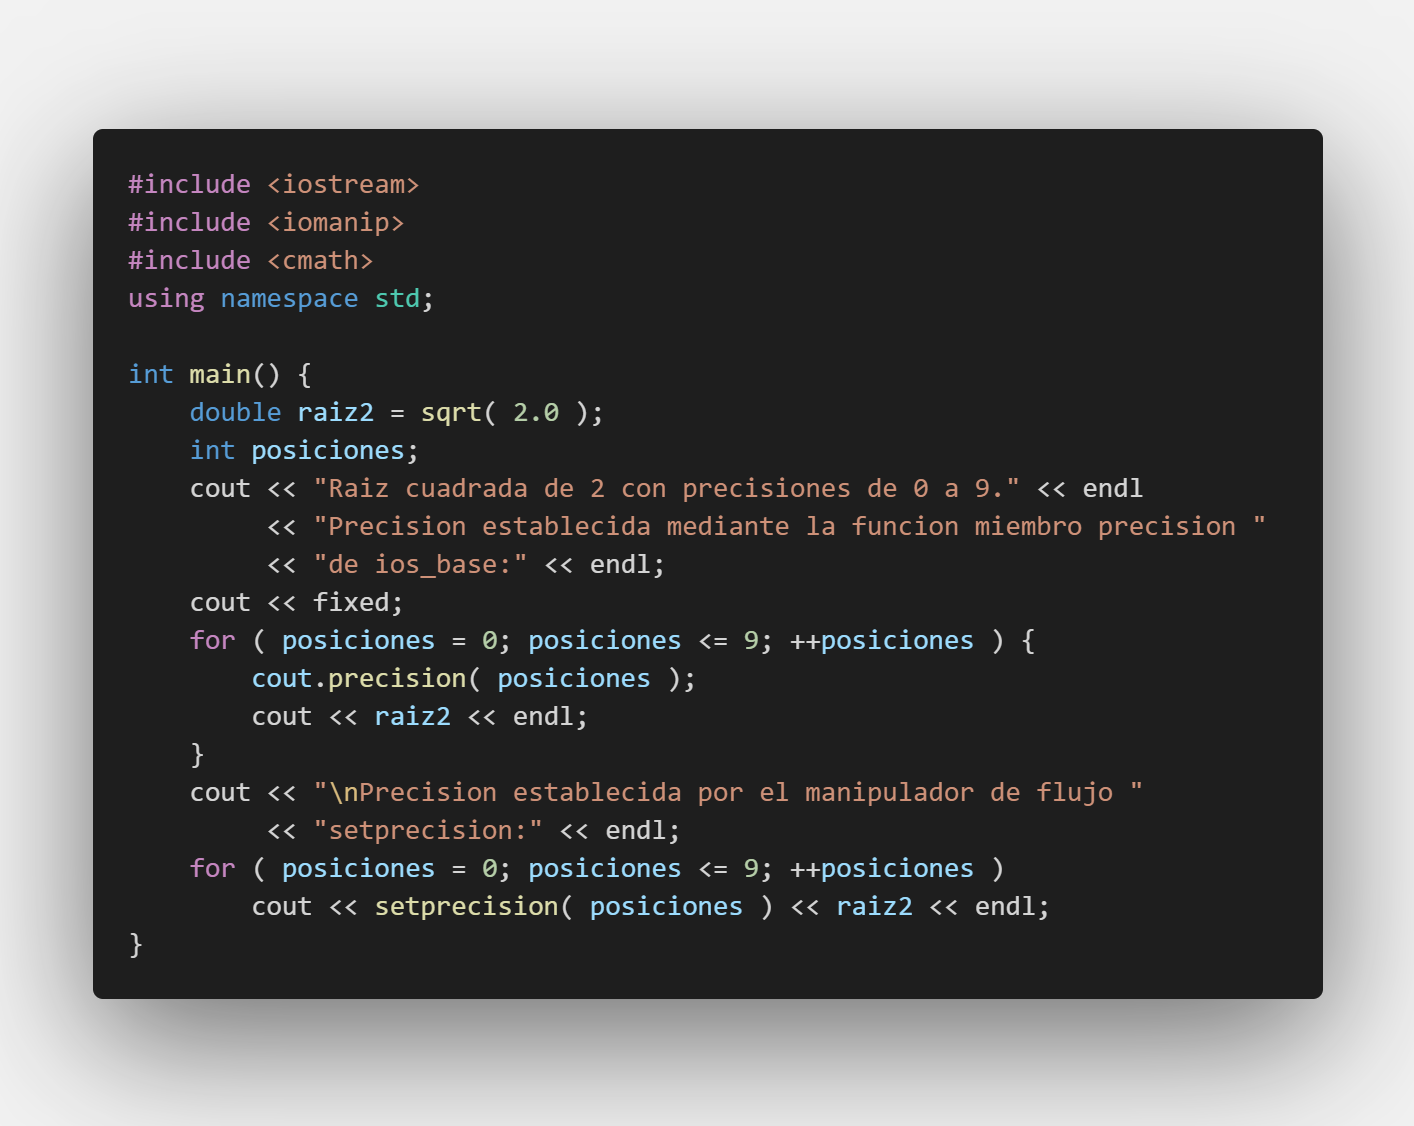 #include <iostream>
#include <iomanip>
#include <cmath>
using namespace std;

int main() {
    double raiz2 = sqrt( 2.0 );
    int posiciones;
    cout << "Raiz cuadrada de 2 con precisiones de 0 a 9." << endl
         << "Precision establecida mediante la funcion miembro precision "
         << "de ios_base:" << endl;
    cout << fixed;
    for ( posiciones = 0; posiciones <= 9; ++posiciones ) {
        cout.precision( posiciones );
        cout << raiz2 << endl;
    }
    cout << "\nPrecision establecida por el manipulador de flujo "
         << "setprecision:" << endl;
    for ( posiciones = 0; posiciones <= 9; ++posiciones )
        cout << setprecision( posiciones ) << raiz2 << endl;
}